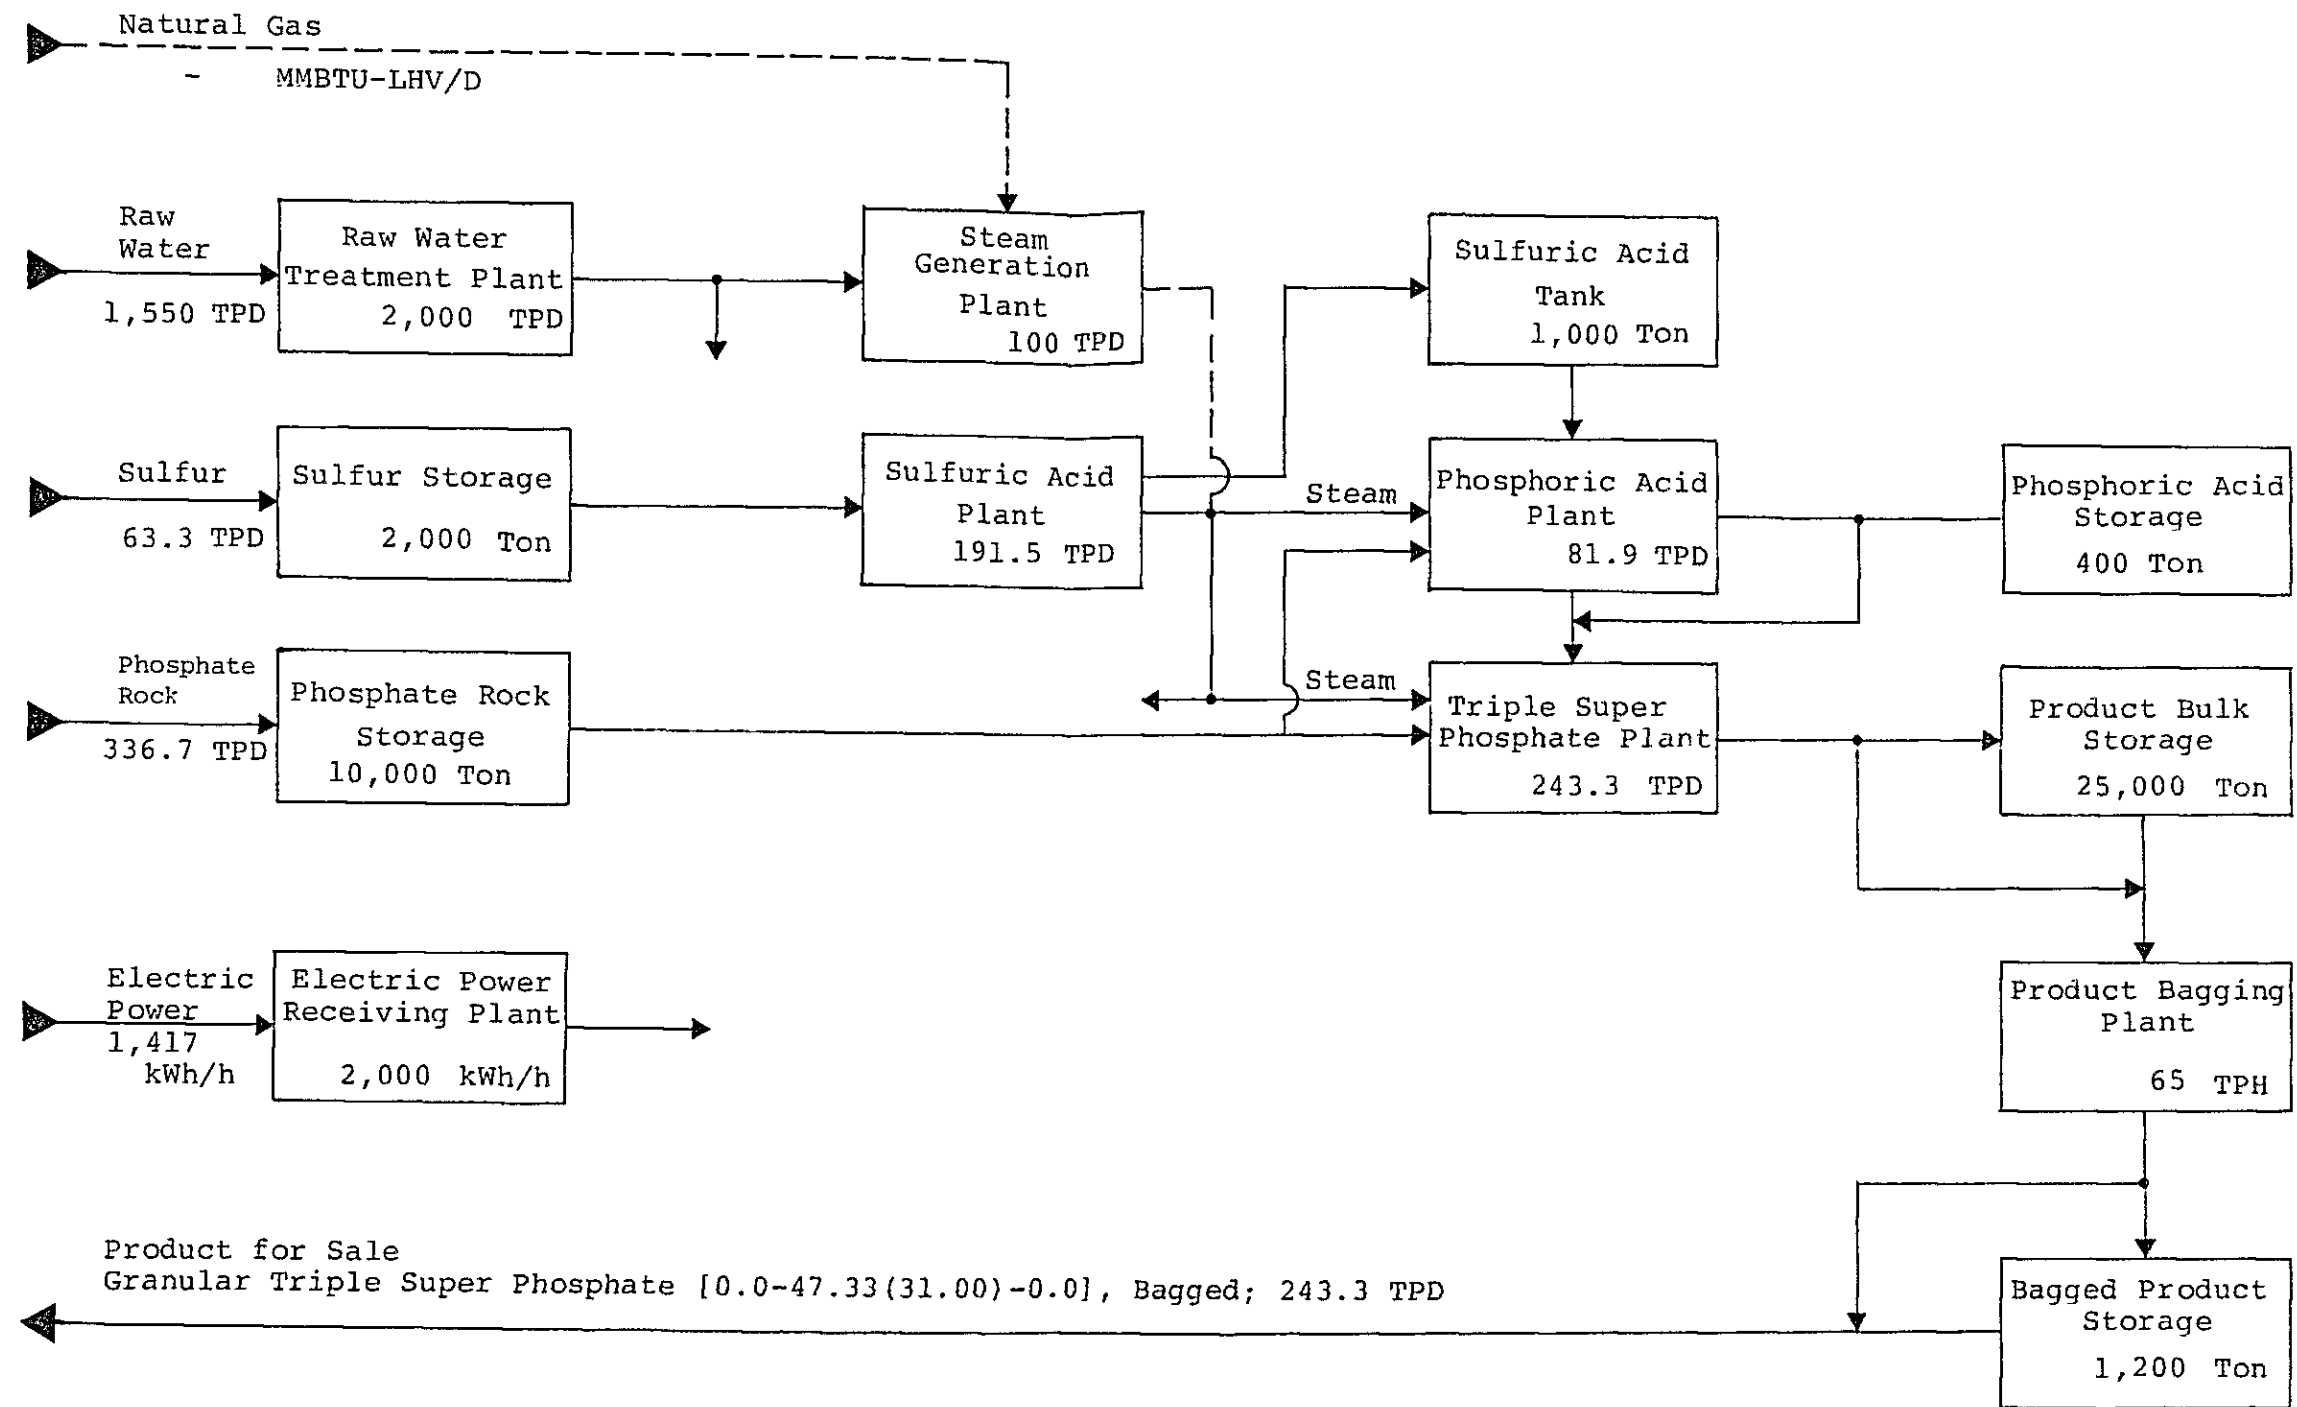 Natural Gas
- MMBTU-LHV/D
Raw
Water
1,550 TPD
Raw Water
Treatment Plant
2,000 TPD
Steam
Generation
Plant
100 TPD
Sulfuric Acid
Tank
1,000 Ton
Sulfur
63.3 TPD
Sulfur Storage
2,000 Ton
Sulfuric Acid
Plant
191.5 TPD
Steam
Phosphoric Acid
Plant
81.9 TPD
Phosphoric Acid
Storage
400 Ton
Phosphate
Rock
336.7 TPD
Phosphate Rock
Storage
10,000 Ton
Steam
Triple Super
Phosphate Plant
243.3 TPD
Product Bulk
Storage
25,000 Ton
Electric
Power
1,417
kWh/h
Electric Power
Receiving Plant
2,000 kWh/h
Product Bagging
Plant
65 TPH
Product for Sale
Granular Triple Super Phosphate [0.0-47.33(31.00)-0.0], Bagged; 243.3 TPD
Bagged Product
Storage
1,200 Ton